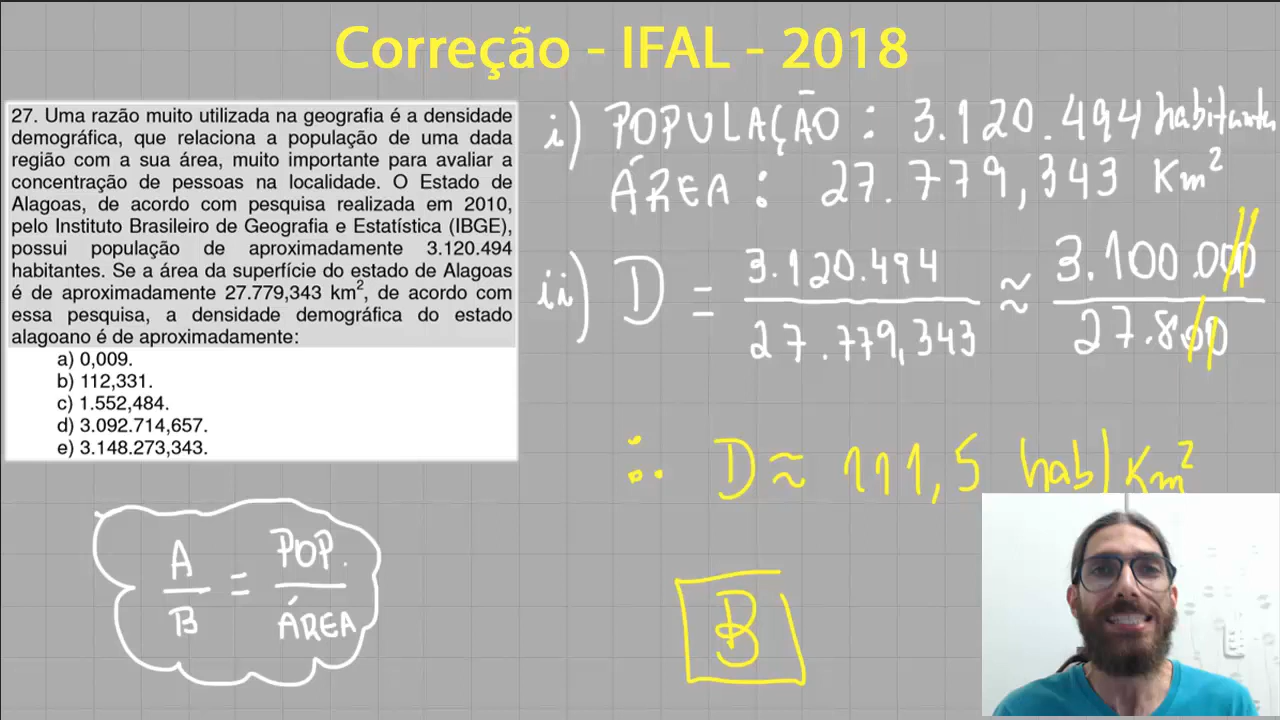 Correção - IFAL - 2018
27. Uma razão muito utilizada na geografia é a densidade
demográfica, que relaciona a população de uma dada
região com a sua área, muito importante para avaliar a
concentração de pessoas na localidade. O Estado de
Alagoas, de acordo com pesquisa realizada em 2010,
pelo Instituto Brasileiro de Geografia e Estatística (IBGE),
possui população de aproximadamente 3.120.494
habitantes. Se a área da superfície do estado de Alagoas
é de aproximadamente 27.779,343 km², de acordo com
essa pesquisa, a densidade demográfica do estado
alagoano é de aproximadamente:
a) 0,009.
b) 112,331.
c) 1.552,484.
d) 3.092.714,657.
e) 3.148.273,343.
i) POPULAÇÃO : 3.120.494 habitantes
ÁREA : 27.779,343 Km²
ii) D = 3.120.494 / 27.779,343 ≈ 3.100.000 / 27.800
∴ D ≈ 111,5 hab/Km²
A / B = POP. / ÁREA
B